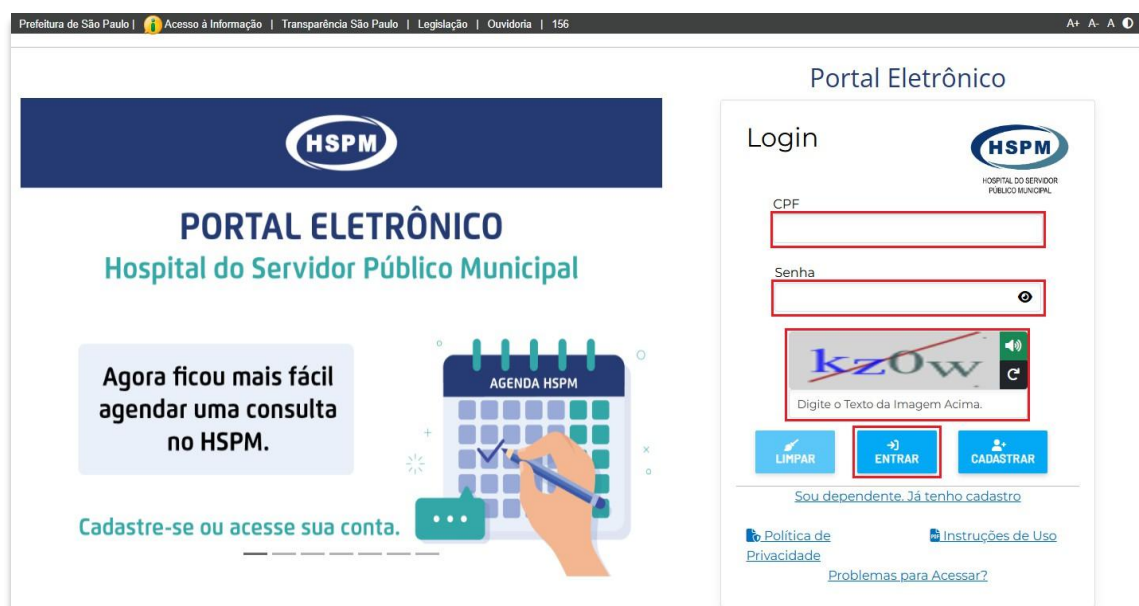 Prefeitura de São Paulo | Acesso à Informação | Transparência São Paulo | Legislação | Ouvidoria | 156
A+ A- A
Portal Eletrônico
HSPM
PORTAL ELETRÔNICO
Hospital do Servidor Público Municipal
Agora ficou mais fácil
agendar uma consulta
no HSPM.
AGENDA HSPM
Cadastre-se ou acesse sua conta.
Login
HSPM
HOSPITAL DO SERVIDOR
PÚBLICO MUNICIPAL
CPF
Senha
kz0w
Digite o Texto da Imagem Acima.
LIMPAR
ENTRAR
CADASTRAR
Sou dependente. Já tenho cadastro
Política de
Privacidade
Instruções de Uso
Problemas para Acessar?